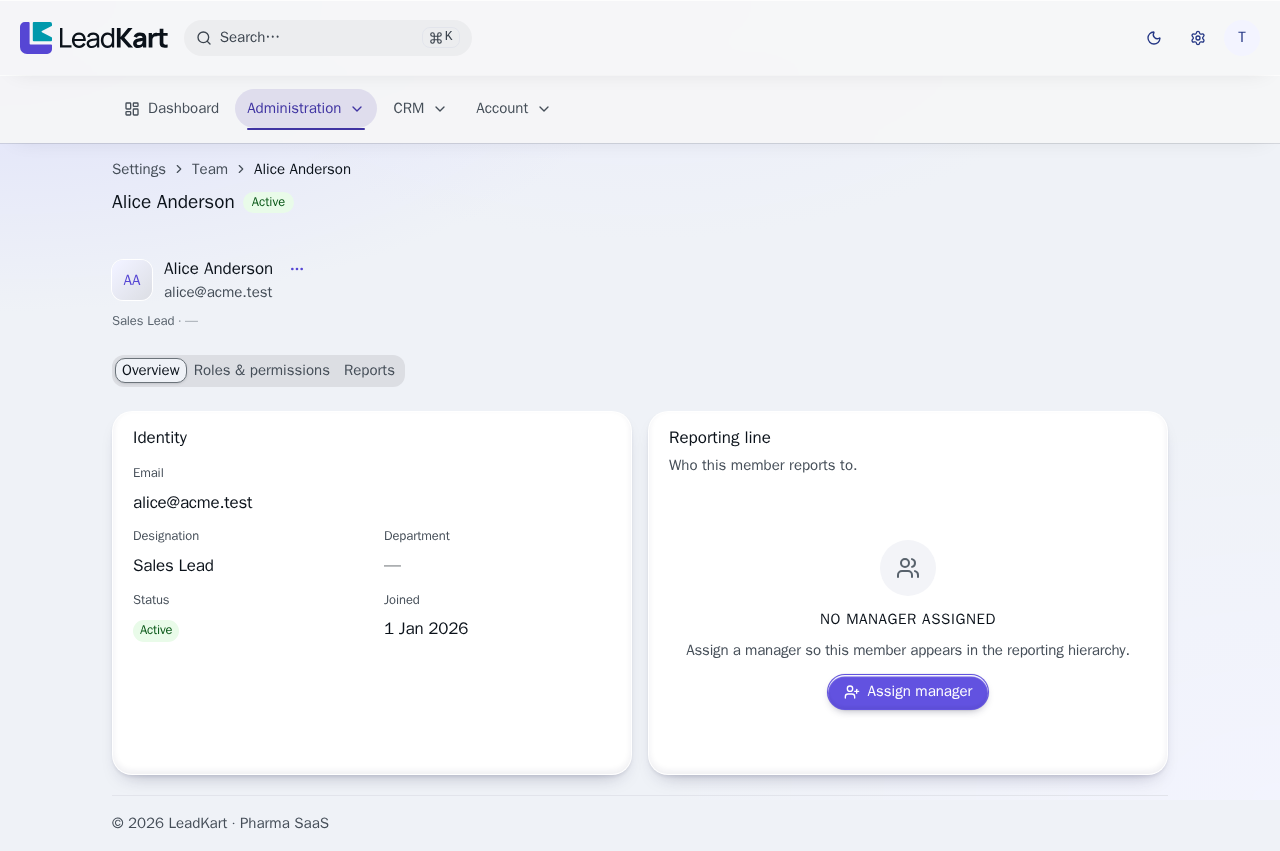 LeadKart
Search⋯ ⌘K
T
Dashboard Administration CRM Account
Settings > Team > Alice Anderson
Alice Anderson Active
AA Alice Anderson ···
alice@acme.test
Sales Lead · —
Overview Roles & permissions Reports
Identity
Email
alice@acme.test
Designation Department
Sales Lead —
Status Joined
Active 1 Jan 2026
Reporting line
Who this member reports to.
NO MANAGER ASSIGNED
Assign a manager so this member appears in the reporting hierarchy.
Assign manager
© 2026 LeadKart · Pharma SaaS